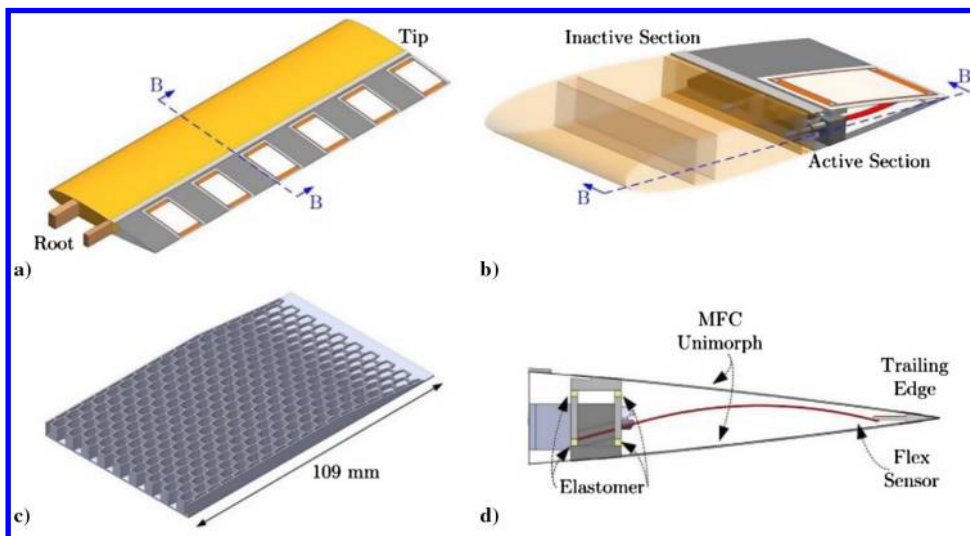 Tip
B
B
Root
a)
Inactive Section
B
Active Section
B
b)
109 mm
c)
MFC
Unimorph
Trailing
Edge
Elastomer
Flex
Sensor
d)